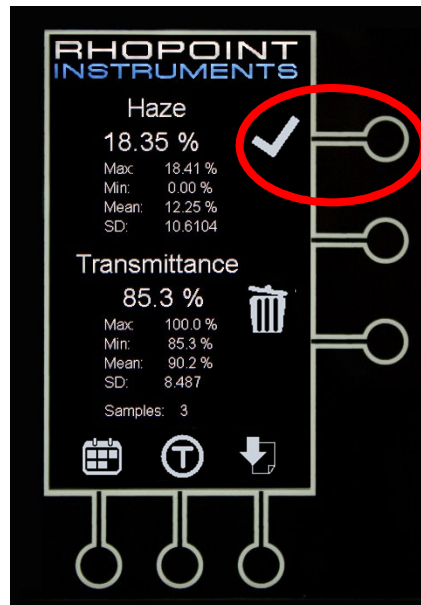 RHOPOINT
INSTRUMENTS
Haze
18.35 %
Max: 18.41 %
Min: 0.00 %
Mean: 12.25 %
SD: 10.6104
Transmittance
85.3 %
Max: 100.0 %
Min: 85.3 %
Mean: 90.2 %
SD: 8.487
Samples: 3
T